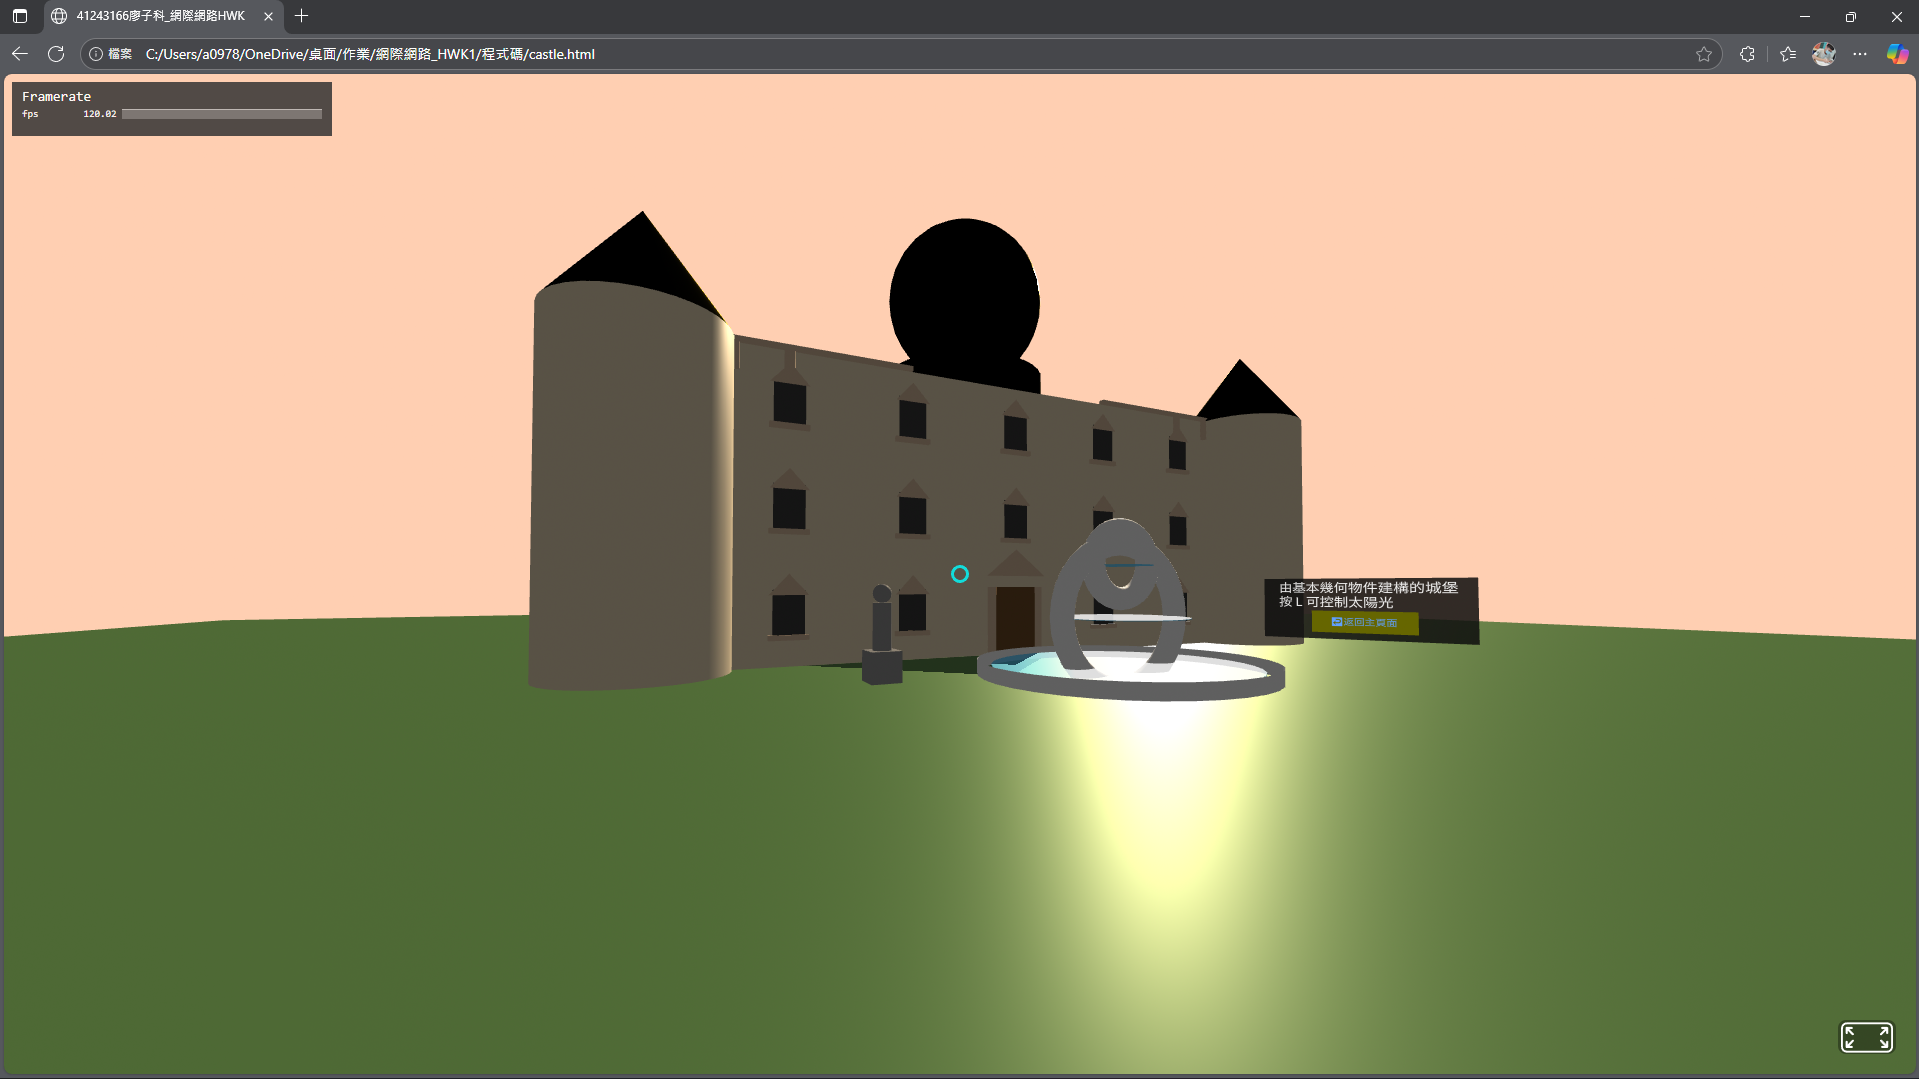 41243166廖子科_網際網路HWK
檔案 C:/Users/a0978/OneDrive/桌面/作業/網際網路_HWK1/程式碼/castle.html
Framerate
fps 120.02
由基本幾何物件建構的城堡
按 L 可控制太陽光
返回主頁面